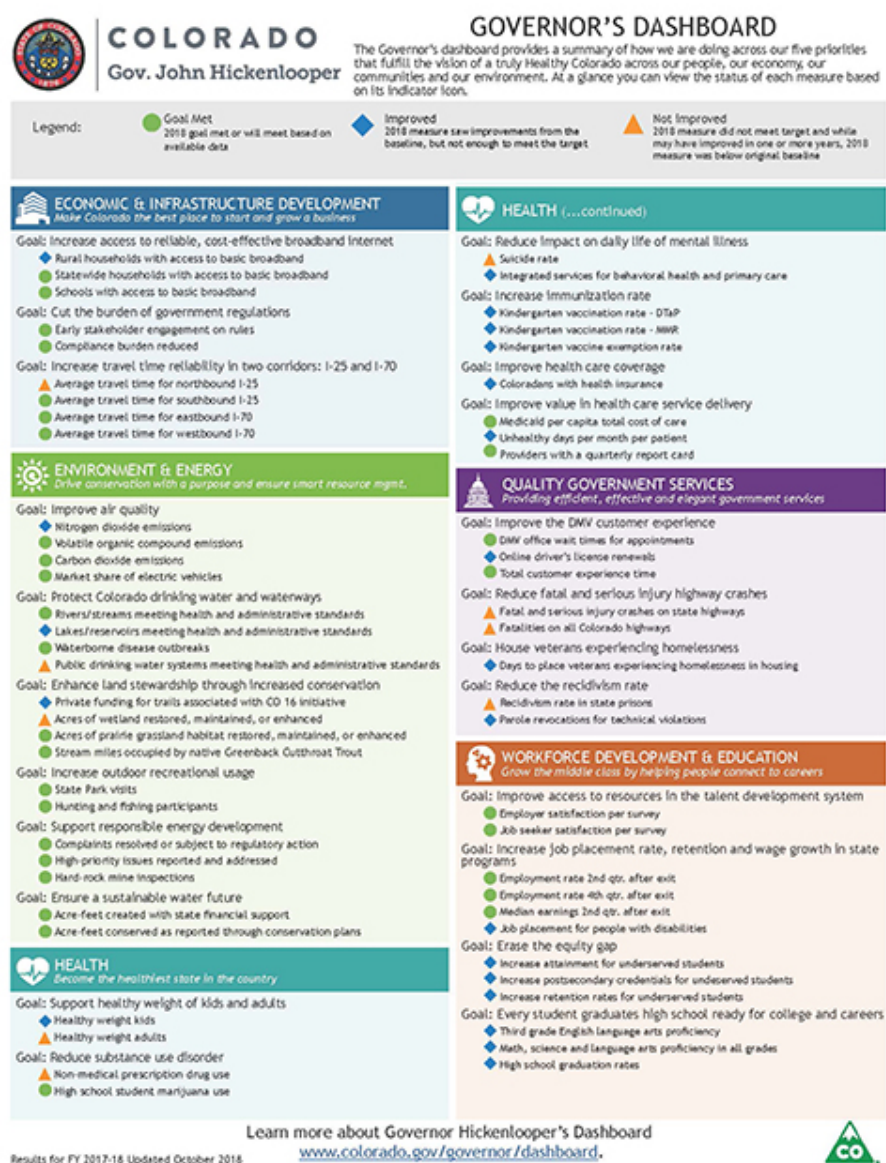 COLORADO
Gov. John Hickenlooper
GOVERNOR'S DASHBOARD
The Governor's dashboard provides a summary of how we are doing across our five priorities
that fulfill the vision of a truly Healthy Colorado across our people, our economy, our
communities and our environment. At a glance you can view the status of each measure based
on its indicator icon.
Legend:
Goal Met
2018 goal met or will meet based on
available data
Improved
2018 measure saw improvements from the
baseline, but not enough to meet the target
Not Improved
2018 measure did not meet target and while
may have improved in one or more years, 2018
measure was below original baseline
ECONOMIC & INFRASTRUCTURE DEVELOPMENT
Make Colorado the best place to start and grow a business
Goal: Increase access to reliable, cost-effective broadband internet
Rural households with access to basic broadband
Statewide households with access to basic broadband
Schools with access to basic broadband
Goal: Cut the burden of government regulations
Early stakeholder engagement on rules
Compliance burden reduced
Goal: Increase travel time reliability in two corridors: I-25 and I-70
Average travel time for northbound I-25
Average travel time for southbound I-25
Average travel time for eastbound I-70
Average travel time for westbound I-70
ENVIRONMENT & ENERGY
Drive conservation with a purpose and ensure smart resource mgmt.
Goal: Improve air quality
Nitrogen dioxide emissions
Volatile organic compound emissions
Carbon dioxide emissions
Market share of electric vehicles
Goal: Protect Colorado drinking water and waterways
Rivers/streams meeting health and administrative standards
Lakes/reservoirs meeting health and administrative standards
Waterborne disease outbreaks
Public drinking water systems meeting health and administrative standards
Goal: Enhance land stewardship through increased conservation
Private funding for trails associated with CO 16 initiative
Acres of wetland restored, maintained, or enhanced
Acres of prairie grassland habitat restored, maintained, or enhanced
Stream miles occupied by native Greenback Cutthroat Trout
Goal: Increase outdoor recreational usage
State Park visits
Hunting and fishing participants
Goal: Support responsible energy development
Complaints resolved or subject to regulatory action
High-priority issues reported and addressed
Hard-rock mine inspections
Goal: Ensure a sustainable water future
Acre-feet created with state financial support
Acre-feet conserved as reported through conservation plans
HEALTH
Become the healthiest state in the country
Goal: Support healthy weight of kids and adults
Healthy weight kids
Healthy weight adults
Goal: Reduce substance use disorder
Non-medical prescription drug use
High school student marijuana use
HEALTH (...continued)
Goal: Reduce impact on daily life of mental illness
Suicide rate
Integrated services for behavioral health and primary care
Goal: Increase immunization rate
Kindergarten vaccination rate - DTaP
Kindergarten vaccination rate - MMR
Kindergarten vaccine exemption rate
Goal: Improve health care coverage
Coloradans with health insurance
Goal: Improve value in health care service delivery
Medicaid per capita total cost of care
Unhealthy days per month per patient
Providers with a quarterly report card
QUALITY GOVERNMENT SERVICES
Providing efficient, effective and elegant government services
Goal: Improve the DMV customer experience
DMV office wait times for appointments
Online driver's license renewals
Total customer experience time
Goal: Reduce fatal and serious injury highway crashes
Fatal and serious injury crashes on state highways
Fatalities on all Colorado highways
Goal: House veterans experiencing homelessness
Days to place veterans experiencing homelessness in housing
Goal: Reduce the recidivism rate
Recidivism rate in state prisons
Parole revocations for technical violations
WORKFORCE DEVELOPMENT & EDUCATION
Grow the middle class by helping people connect to careers
Goal: Improve access to resources in the talent development system
Employer satisfaction per survey
Job seeker satisfaction per survey
Goal: Increase job placement rate, retention and wage growth in state
programs
Employment rate 2nd qtr. after exit
Employment rate 4th qtr. after exit
Median earnings 2nd qtr. after exit
Job placement for people with disabilities
Goal: Erase the equity gap
Increase attainment for underserved students
Increase postsecondary credentials for undeserved students
Increase retention rates for underserved students
Goal: Every student graduates high school ready for college and careers
Third grade English language arts proficiency
Math, science and language arts proficiency in all grades
High school graduation rates
Learn more about Governor Hickenlooper's Dashboard
www.colorado.gov/governor/dashboard.
Results for FY 2017-18 Updated October 2018
CO